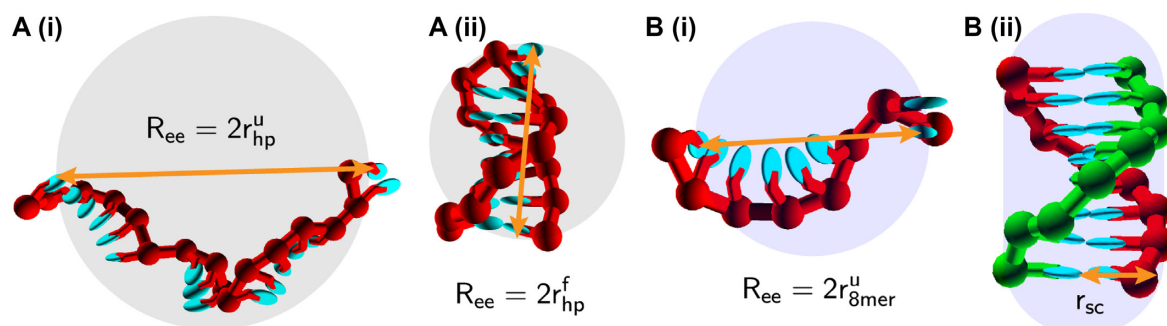 A (i)
A (ii)
B (i)
B (ii)
R_ee = 2r^u_hp
R_ee = 2r^f_hp
R_ee = 2r^u_8mer
r_sc